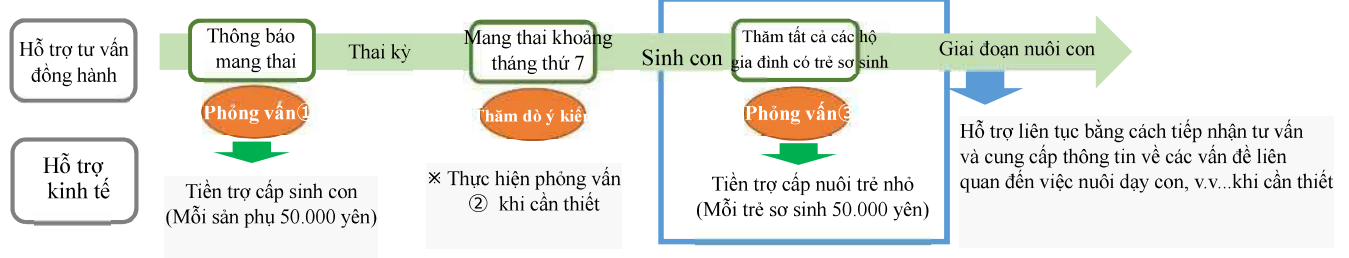 Hỗ trợ tư vấn
đồng hành
Thông báo
mang thai
Thai kỳ
Mang thai khoảng
tháng thứ 7
Sinh con
Thăm tất cả các hộ
gia đình có trẻ sơ sinh
Giai đoạn nuôi con
Phỏng vấn①
Thăm dò ý kiến
Phỏng vấn③
Hỗ trợ
kinh tế
Tiền trợ cấp sinh con
(Mỗi sản phụ 50.000 yên)
※ Thực hiện phỏng vấn
② khi cần thiết
Tiền trợ cấp nuôi trẻ nhỏ
(Mỗi trẻ sơ sinh 50.000 yên)
Hỗ trợ liên tục bằng cách tiếp nhận tư vấn
và cung cấp thông tin về các vấn đề liên
quan đến việc nuôi dạy con, v.v...khi cần thiết